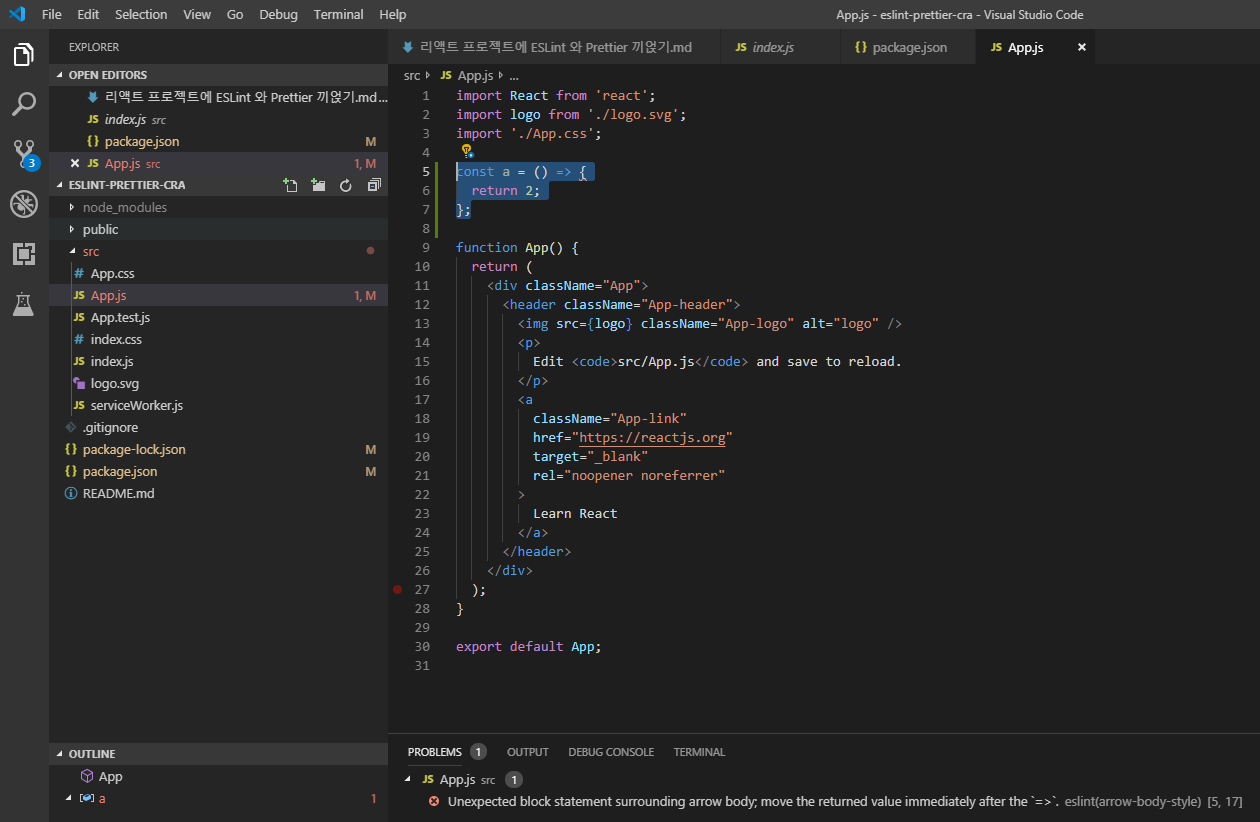 File Edit Selection View Go Debug Terminal Help App.js - eslint-prettier-cra - Visual Studio Code
EXPLORER
OPEN EDITORS
리액트 프로젝트에 ESLint 와 Prettier 끼얹기.md...
JS index.js src
{} package.json M
× JS App.js src 1, M
3
ESLINT-PRETTIER-CRA
node_modules
public
src
# App.css
JS App.js 1, M
JS App.test.js
# index.css
JS index.js
logo.svg
JS serviceWorker.js
.gitignore
{} package-lock.json M
{} package.json M
README.md
OUTLINE
App
a 1
리액트 프로젝트에 ESLint 와 Prettier 끼얹기.md JS index.js {} package.json JS App.js ×
src JS App.js ...
1 import React from 'react';
2 import logo from './logo.svg';
3 import './App.css';
4
5 const a = () => {
6 return 2;
7 };
8
9 function App() {
10 return (
11 <div className="App">
12 <header className="App-header">
13 <img src={logo} className="App-logo" alt="logo" />
14 <p>
15 Edit <code>src/App.js</code> and save to reload.
16 </p>
17 <a
18 className="App-link"
19 href="https://reactjs.org"
20 target="_blank"
21 rel="noopener noreferrer"
22 >
23 Learn React
24 </a>
25 </header>
26 </div>
27 );
28 }
29
30 export default App;
31
PROBLEMS 1 OUTPUT DEBUG CONSOLE TERMINAL
JS App.js src 1
Unexpected block statement surrounding arrow body; move the returned value immediately after the `=>`. eslint(arrow-body-style) [5, 17]